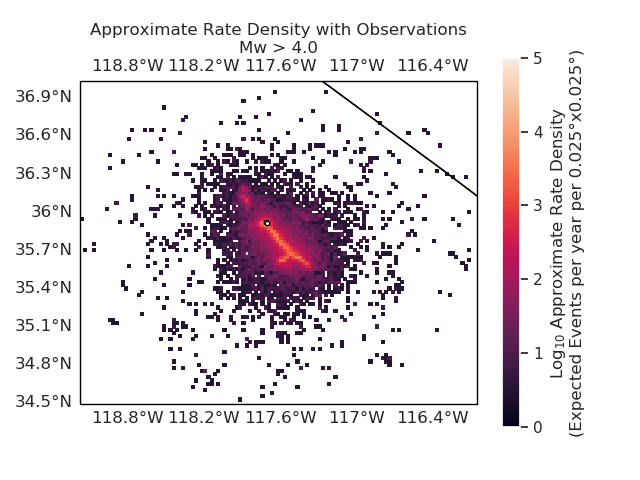 Approximate Rate Density with Observations
Mw > 4.0
118.8°W 118.2°W 117.6°W 117°W 116.4°W
36.9°N
36.6°N
36.3°N
36°N
35.7°N
35.4°N
35.1°N
34.8°N
34.5°N
118.8°W 118.2°W 117.6°W 117°W 116.4°W
5
4
3
2
1
0
Log₁₀ Approximate Rate Density
(Expected Events per year per 0.025°x0.025°)